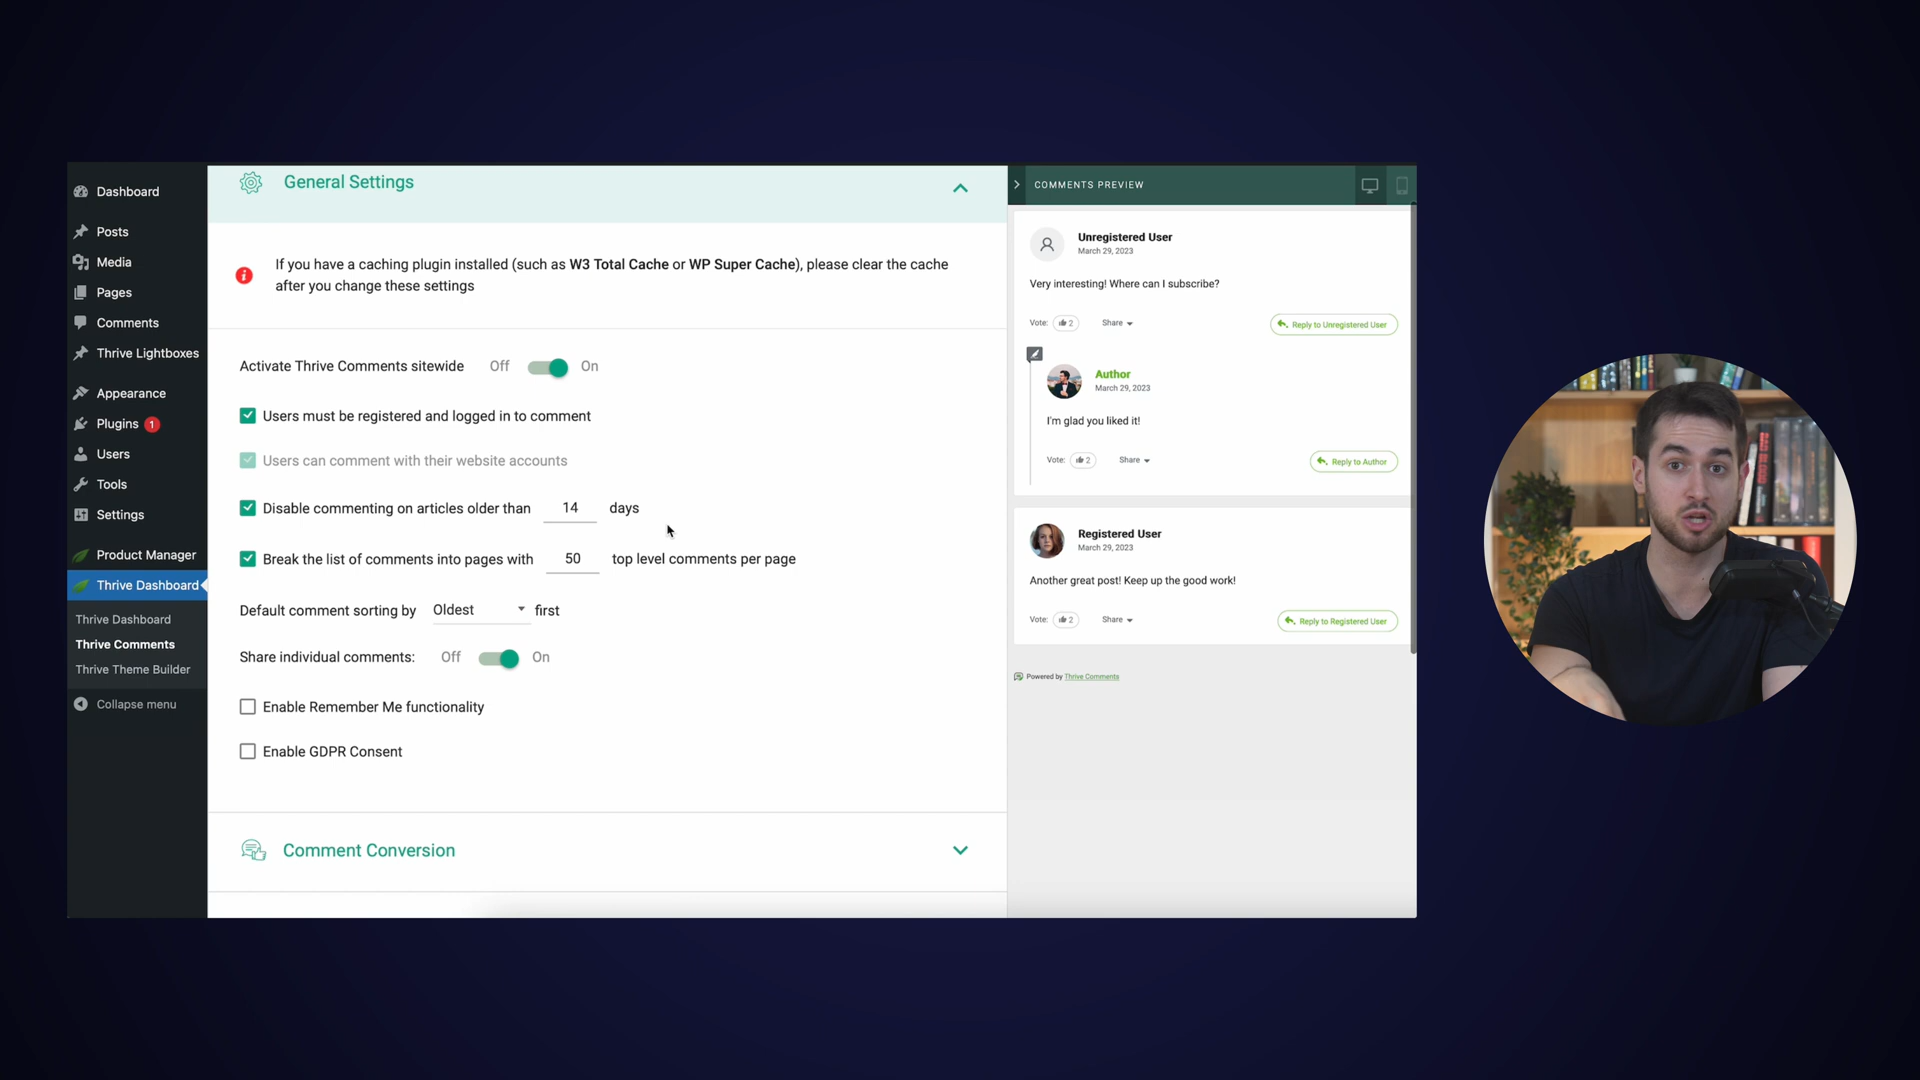 Dashboard
Posts
Media
Pages
Comments
Thrive Lightboxes
Appearance
Plugins 1
Users
Tools
Settings
Product Manager
Thrive Dashboard
Thrive Dashboard
Thrive Comments
Thrive Theme Builder
Collapse menu
General Settings
If you have a caching plugin installed (such as W3 Total Cache or WP Super Cache), please clear the cache
after you change these settings
Activate Thrive Comments sitewide Off On
Users must be registered and logged in to comment
Users can comment with their website accounts
Disable commenting on articles older than 14 days
Break the list of comments into pages with 50 top level comments per page
Default comment sorting by Oldest first
Share individual comments: Off On
Enable Remember Me functionality
Enable GDPR Consent
Comment Conversion
COMMENTS PREVIEW
Unregistered User
March 29, 2023
Very interesting! Where can I subscribe?
Vote: 2 Share Reply to Unregistered User
Author
March 29, 2023
I'm glad you liked it!
Vote: 2 Share Reply to Author
Registered User
March 29, 2023
Another great post! Keep up the good work!
Vote: 2 Share Reply to Registered User
Powered by Thrive Comments